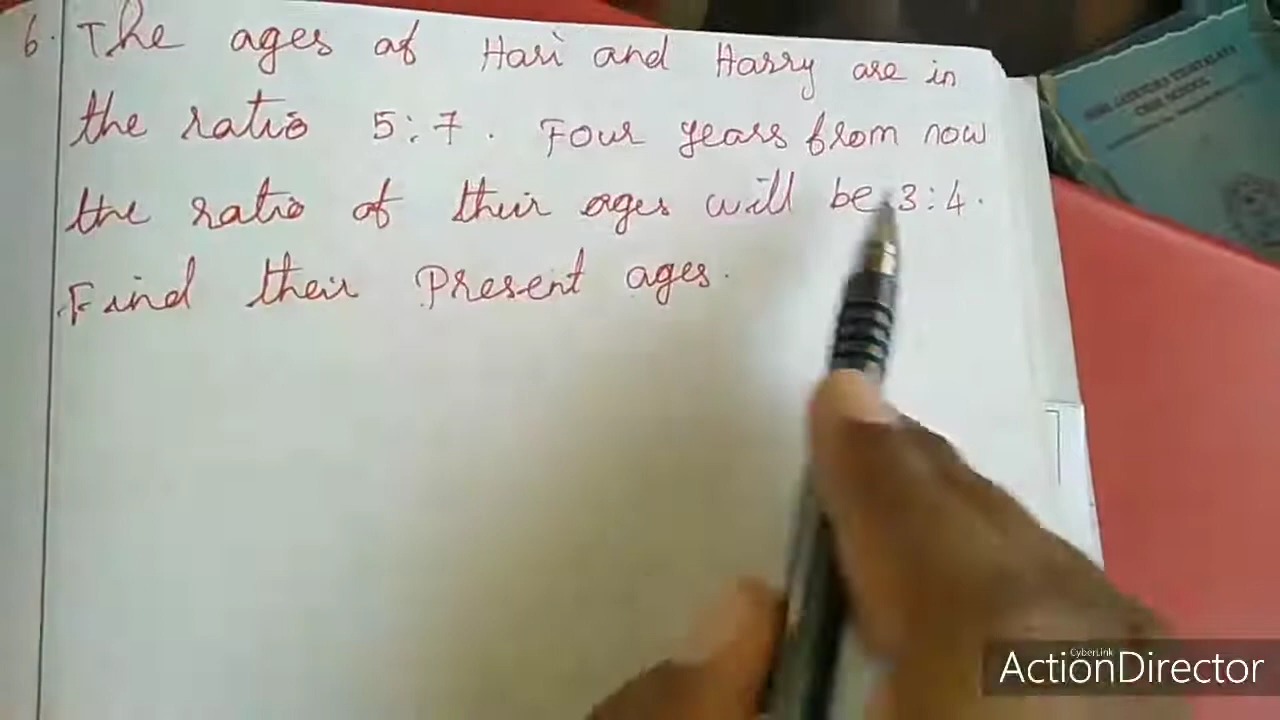 6. The ages of Hari and Harry are in
the ratio 5:7. Four years from now
the ratio of their ages will be 3:4.
Find their Present ages.
CyberLink
ActionDirector